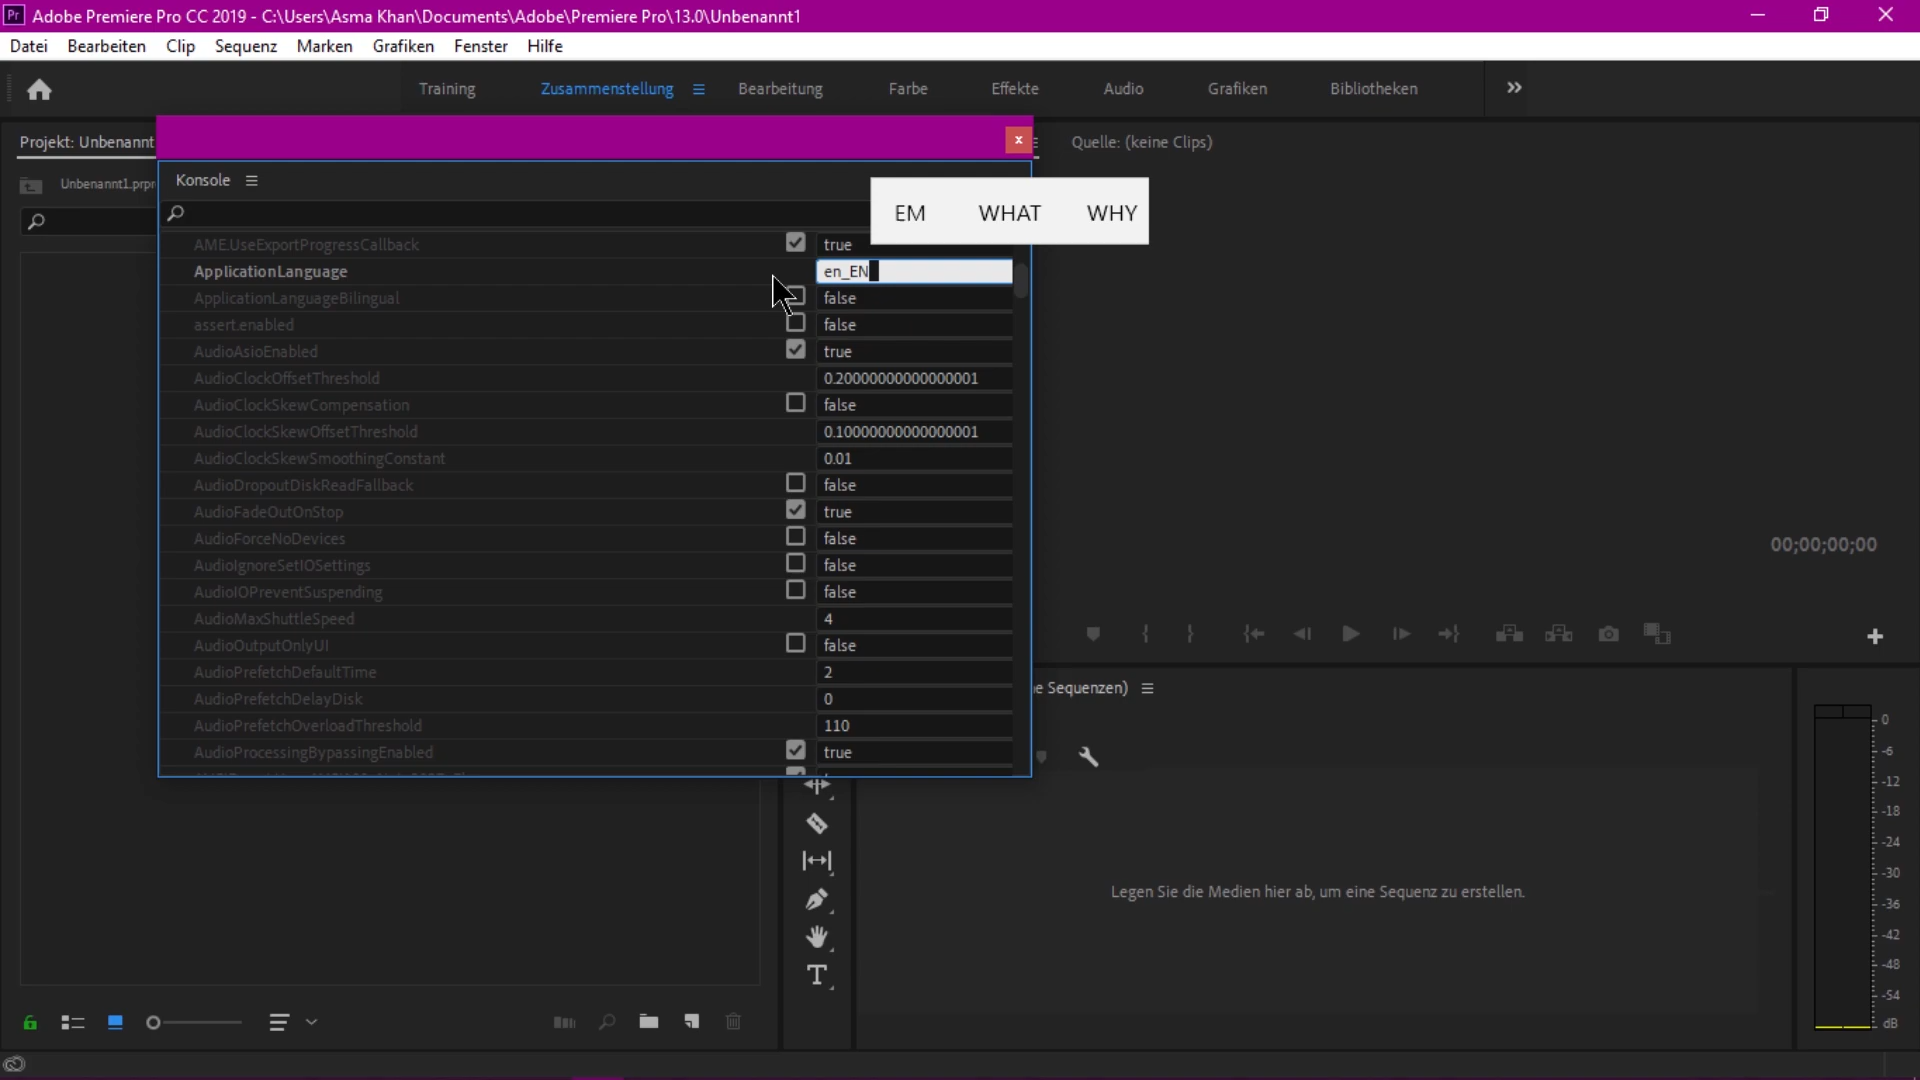 Pr Adobe Premiere Pro CC 2019 - C:\Users\Asma Khan\Documents\Adobe\Premiere Pro\13.0\Unbenannt1
Datei Bearbeiten Clip Sequenz Marken Grafiken Fenster Hilfe
Training Zusammenstellung Bearbeitung Farbe Effekte Audio Grafiken Bibliotheken
Projekt: Unbenannt
Quelle: (keine Clips)
Unbenannt1.prpr
Konsole
EM WHAT WHY
AME.UseExportProgressCallback true
ApplicationLanguage en_EN
ApplicationLanguageBilingual false
assert.enabled false
AudioAsioEnabled true
AudioClockOffsetThreshold 0.20000000000000001
AudioClockSkewCompensation false
AudioClockSkewOffsetThreshold 0.10000000000000001
AudioClockSkewSmoothingConstant 0.01
AudioDropoutDiskReadFallback false
AudioFadeOutOnStop true
AudioForceNoDevices false
AudioIgnoreSetIOSettings false
AudioIOPreventSuspending false
AudioMaxShuttleSpeed 4
AudioOutputOnlyUI false
AudioPrefetchDefaultTime 2
AudioPrefetchDelayDisk 0
AudioPrefetchOverloadThreshold 110
AudioProcessingBypassingEnabled true
00;00;00;00
e Sequenzen)
Legen Sie die Medien hier ab, um eine Sequenz zu erstellen.
0
-6
-12
-18
-24
-30
-36
-42
-48
-54
dB